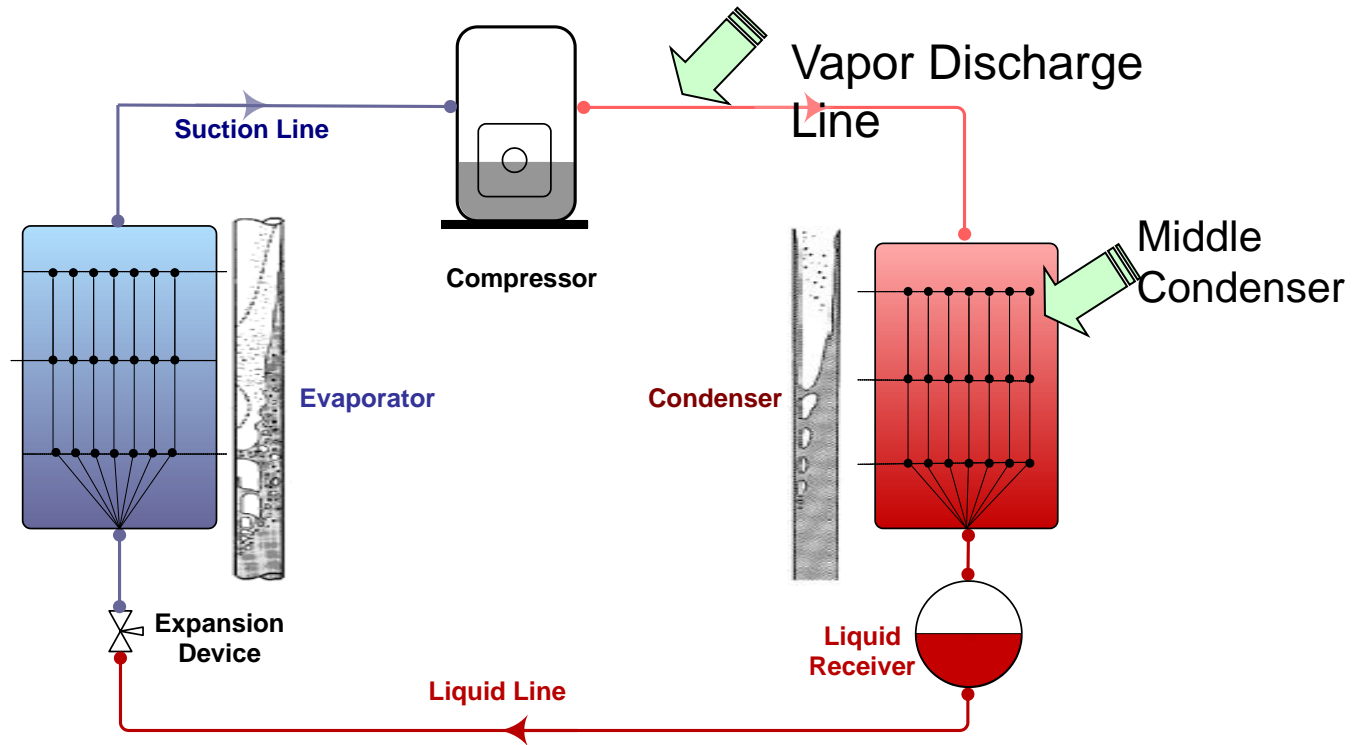 Vapor Discharge
Line
Suction Line
Compressor
Middle
Condenser
Evaporator
Condenser
Expansion
Device
Liquid
Receiver
Liquid Line